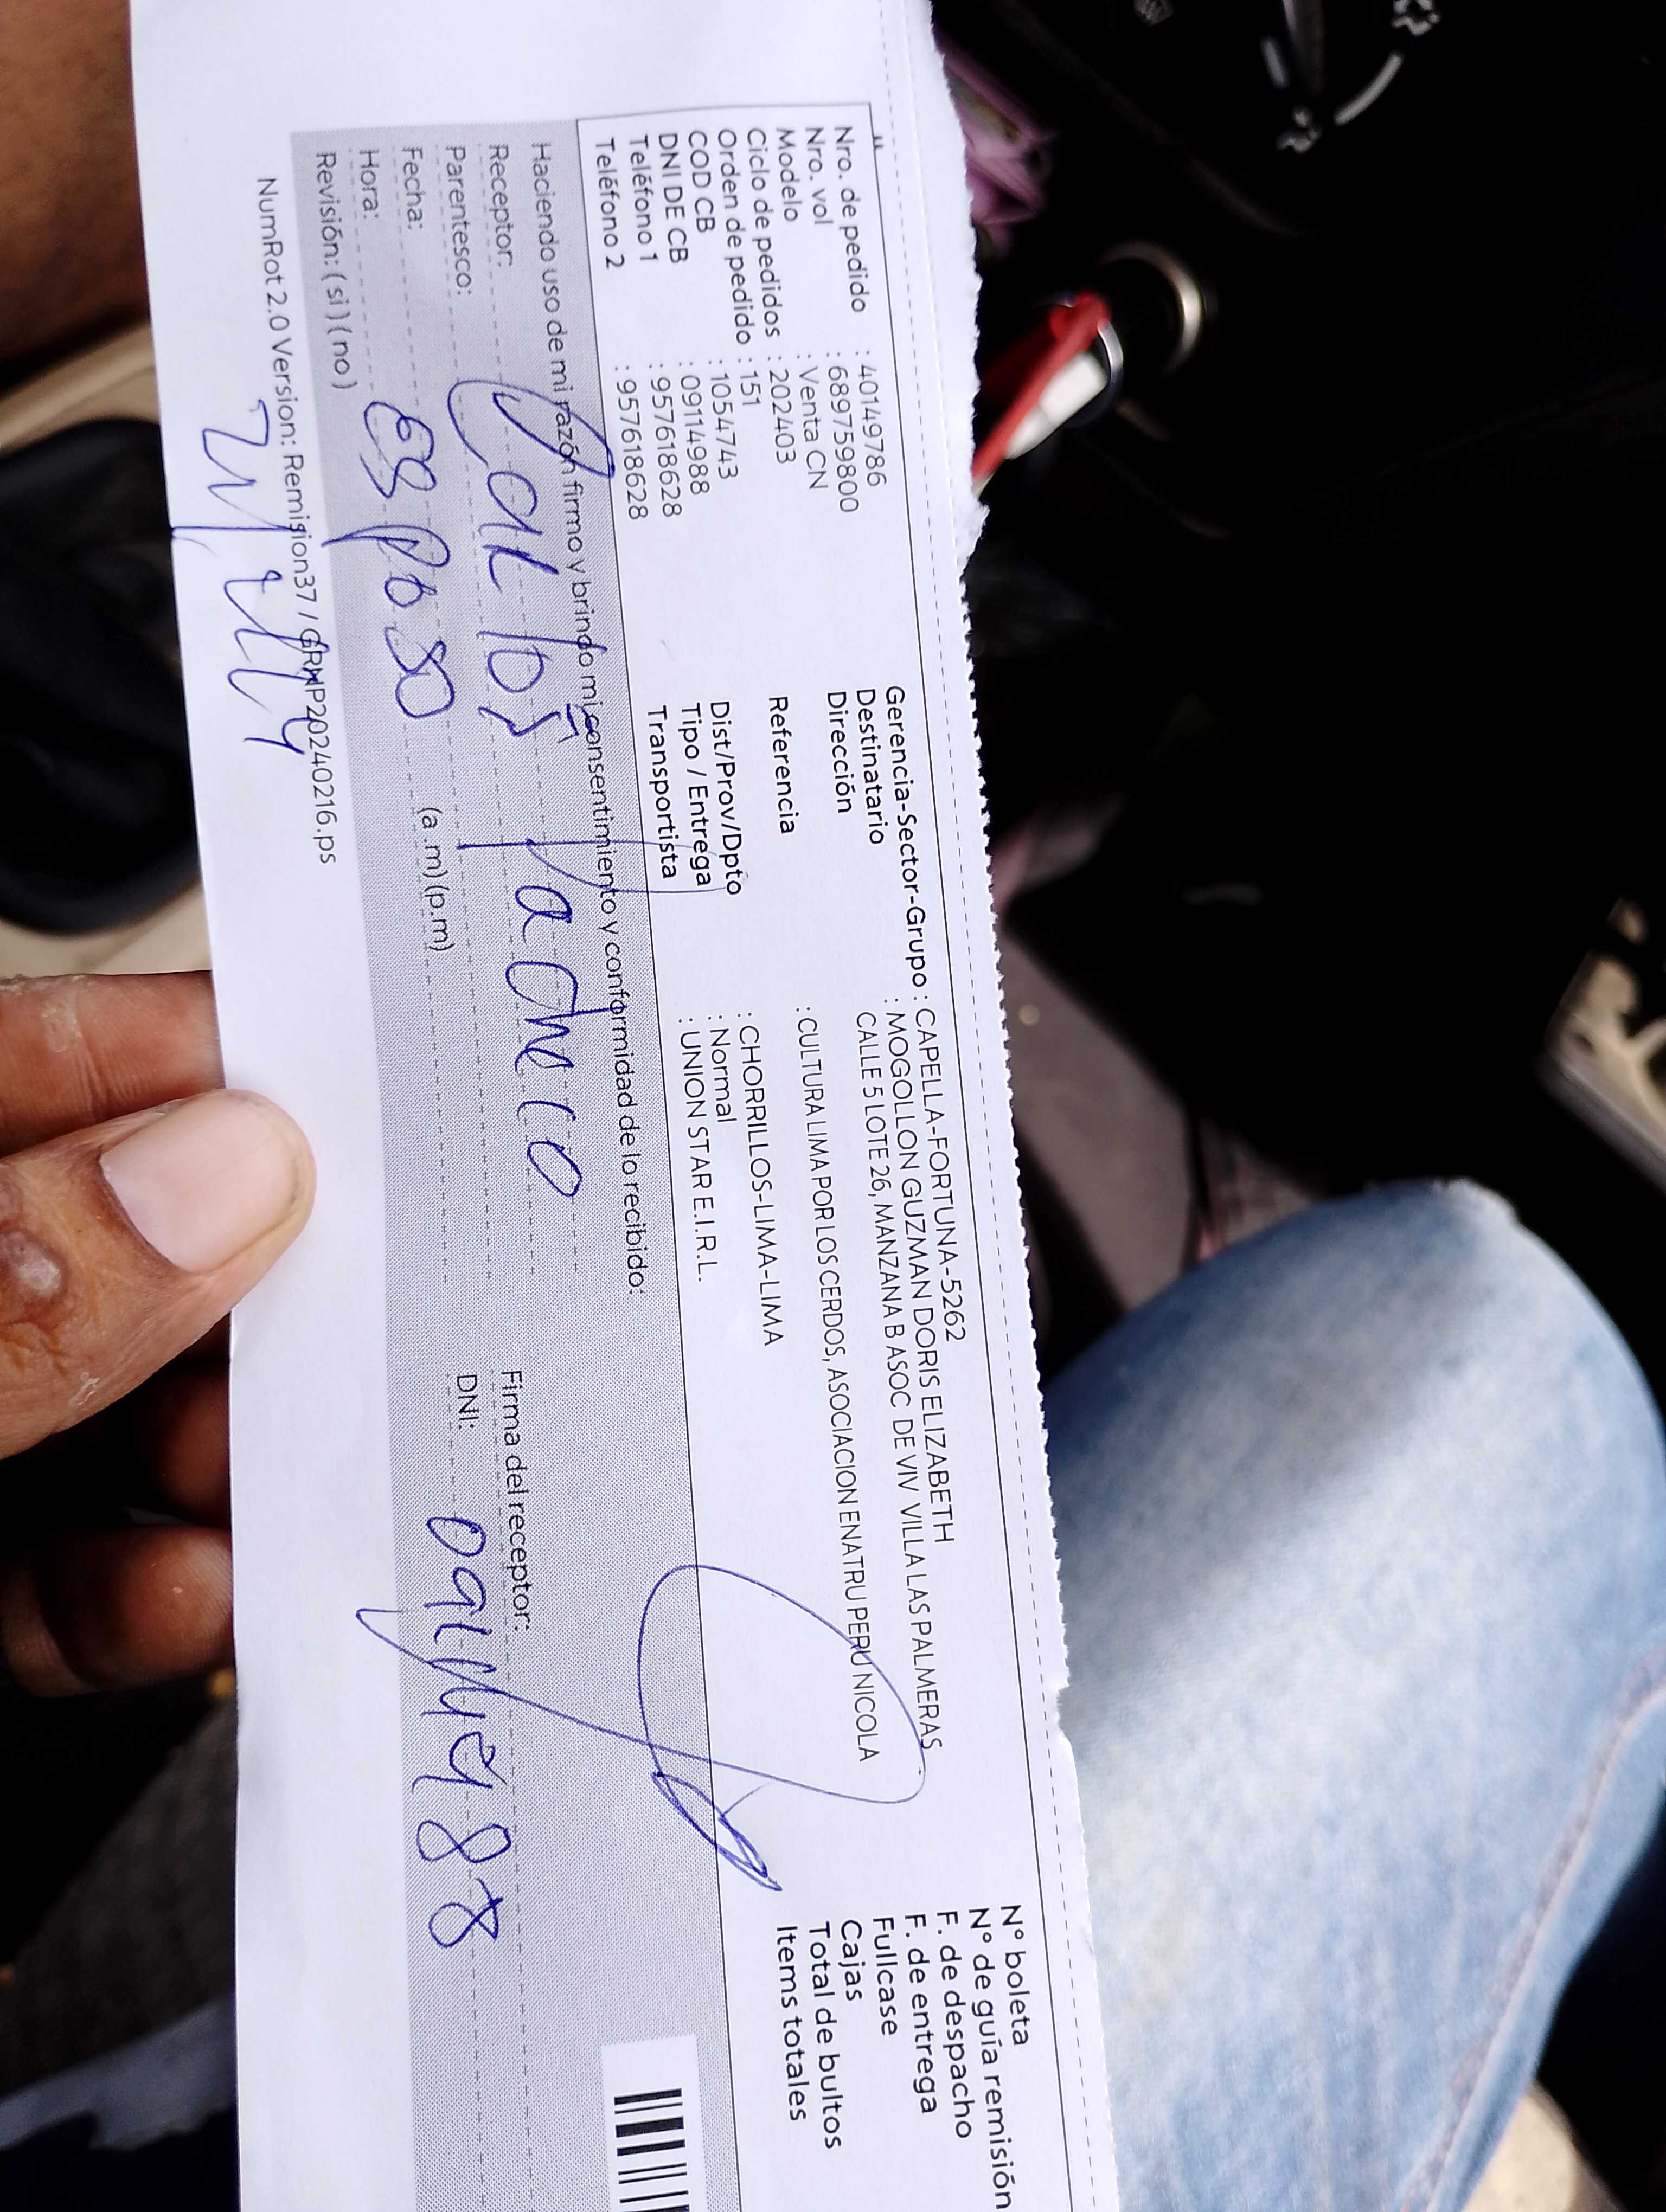 Nro. de pedido : 40149786
Nro. vol : 6897598​00
Modelo : Venta CN
Ciclo de pedidos : 202403
Orden de pedido : 151
COD CB : 1054743
DNI DE CB : 09114988
Teléfono 1 : 957618628
Teléfono 2 : 957618628
Gerencia-Sector-Grupo : CAPELLA-FORTUNA-5262
Destinatario : MOGOLLON GUZMAN DORIS ELIZABETH
Dirección CALLE 5 LOTE 26, MANZANA B ASOC DE VIV VILLA LAS PALMERAS
Referencia : CULTURA LIMA POR LOS CERDOS, ASOCIACION ENATRU PERU NICOLA
Dist/Prov/Dpto : CHORRILLOS-LIMA-LIMA
Tipo / Entrega : Normal
Transportista : UNION STAR E.I.R.L.
N° boleta
N° de guía remisión
F. de despacho
F. de entrega
Fullcase
Cajas
Total de bultos
Items totales
Haciendo uso de mi razón firmo y brindo mi consentimiento y conformidad de lo recibido:
Receptor: Carlos Pacheco
Parentesco: Esposo
Fecha:
Hora: (a.m) (p.m)
Revisión: ( si ) ( no )
Firma del receptor:
DNI: 09114988
NumRot 2.0 Version: Remision37 / GRNP20240216.ps